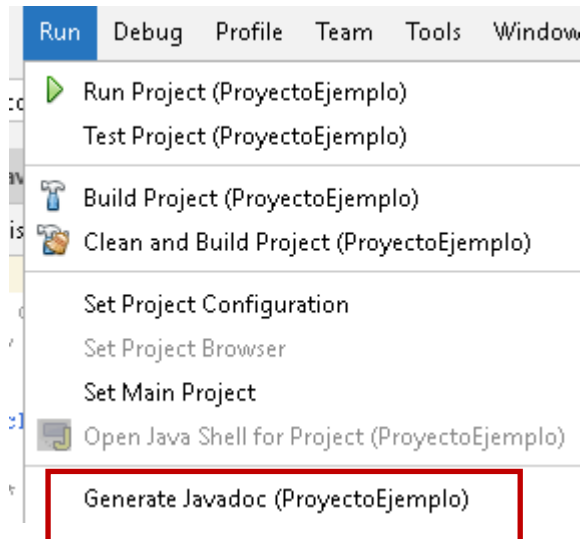 Run Debug Profile Team Tools Window
Run Project (ProyectoEjemplo)
Test Project (ProyectoEjemplo)
Build Project (ProyectoEjemplo)
Clean and Build Project (ProyectoEjemplo)
Set Project Configuration
Set Project Browser
Set Main Project
Open Java Shell for Project (ProyectoEjemplo)
Generate Javadoc (ProyectoEjemplo)